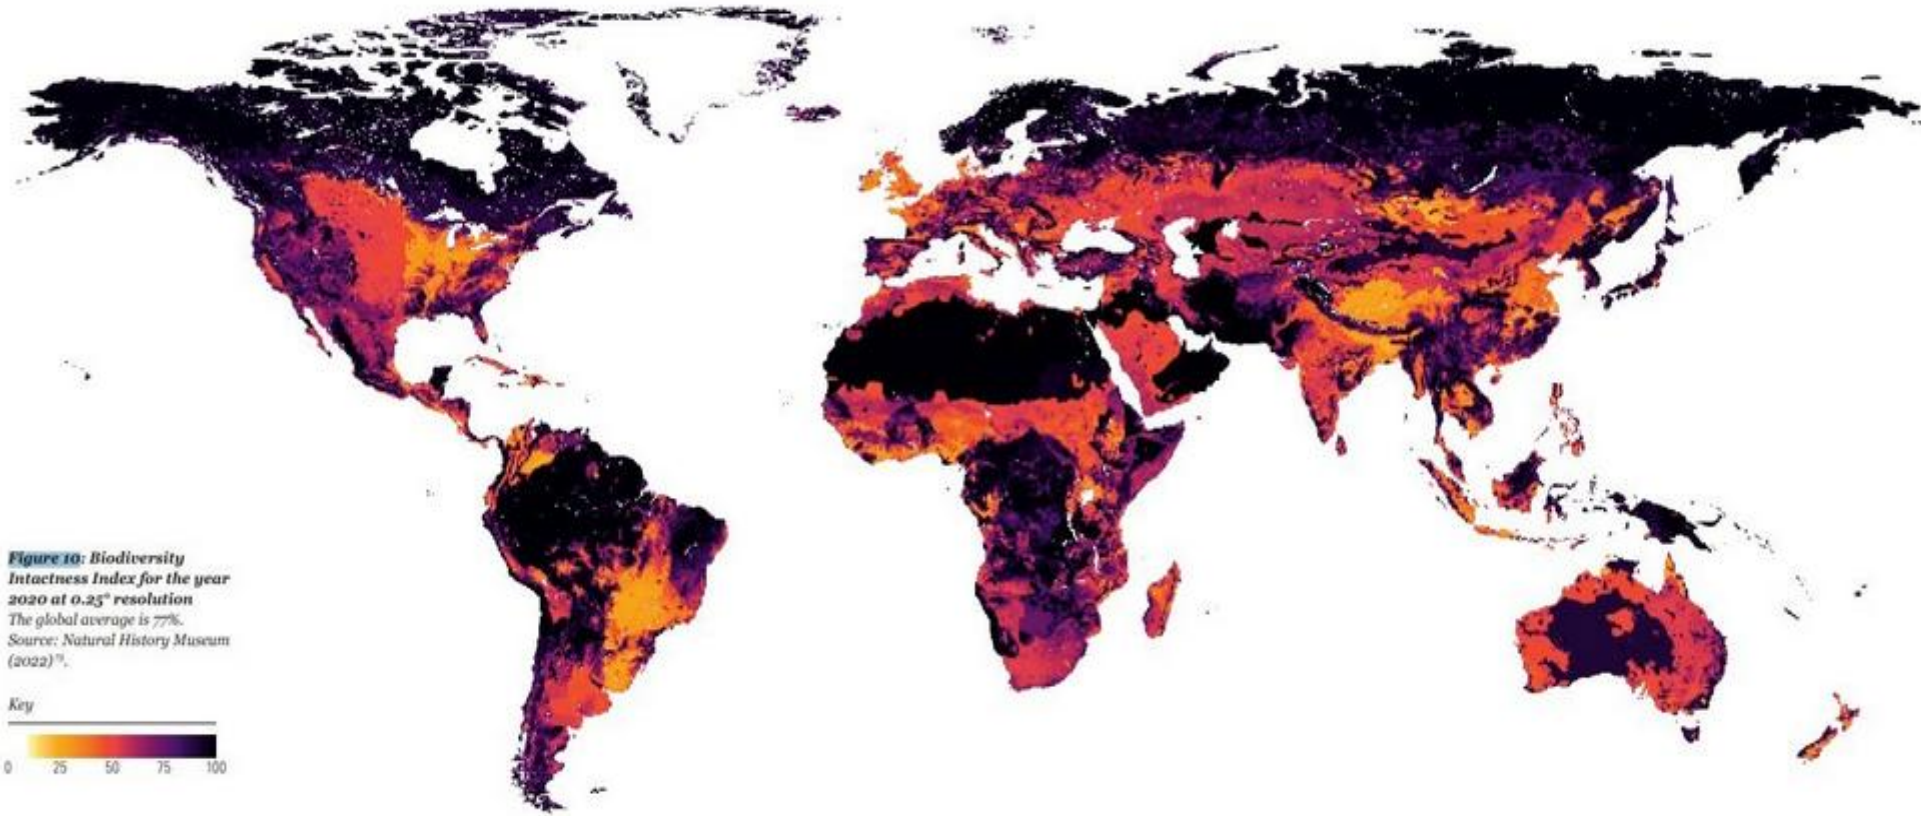 Figure 10: Biodiversity
Intactness Index for the year
2020 at 0.25° resolution
The global average is 77%.
Source: Natural History Museum
(2022)
Key
0 25 50 75 100